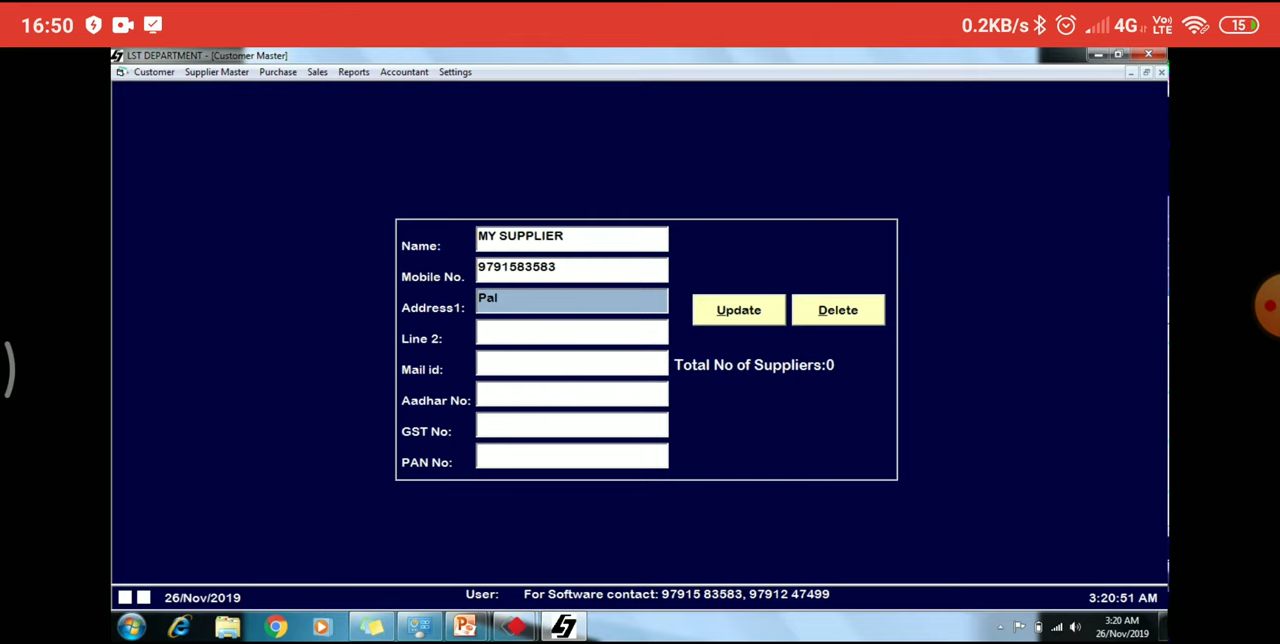 16:50
0.2KB/s 4G Vo) LTE 15
LST DEPARTMENT - [Customer Master]
Customer Supplier Master Purchase Sales Reports Accountant Settings
Name: MY SUPPLIER
Mobile No. 9791583583
Address1: Pal
Update Delete
Line 2:
Mail id: Total No of Suppliers:0
Aadhar No:
GST No:
PAN No:
26/Nov/2019 User: For Software contact: 97915 83583, 97912 47499 3:20:51 AM
3:20 AM
26/Nov/2019